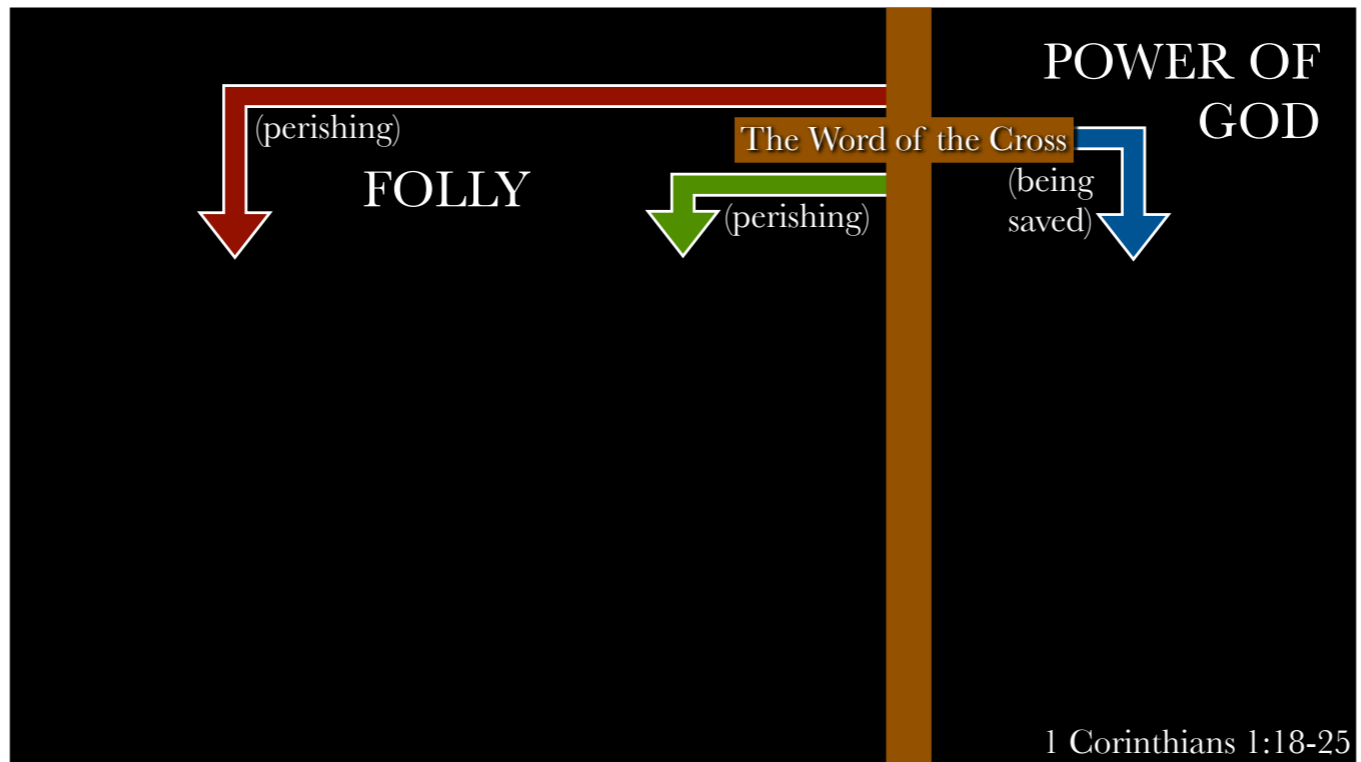 POWER OF
GOD
(perishing)
The Word of the Cross
FOLLY
(being
saved)
(perishing)
1 Corinthians 1:18-25